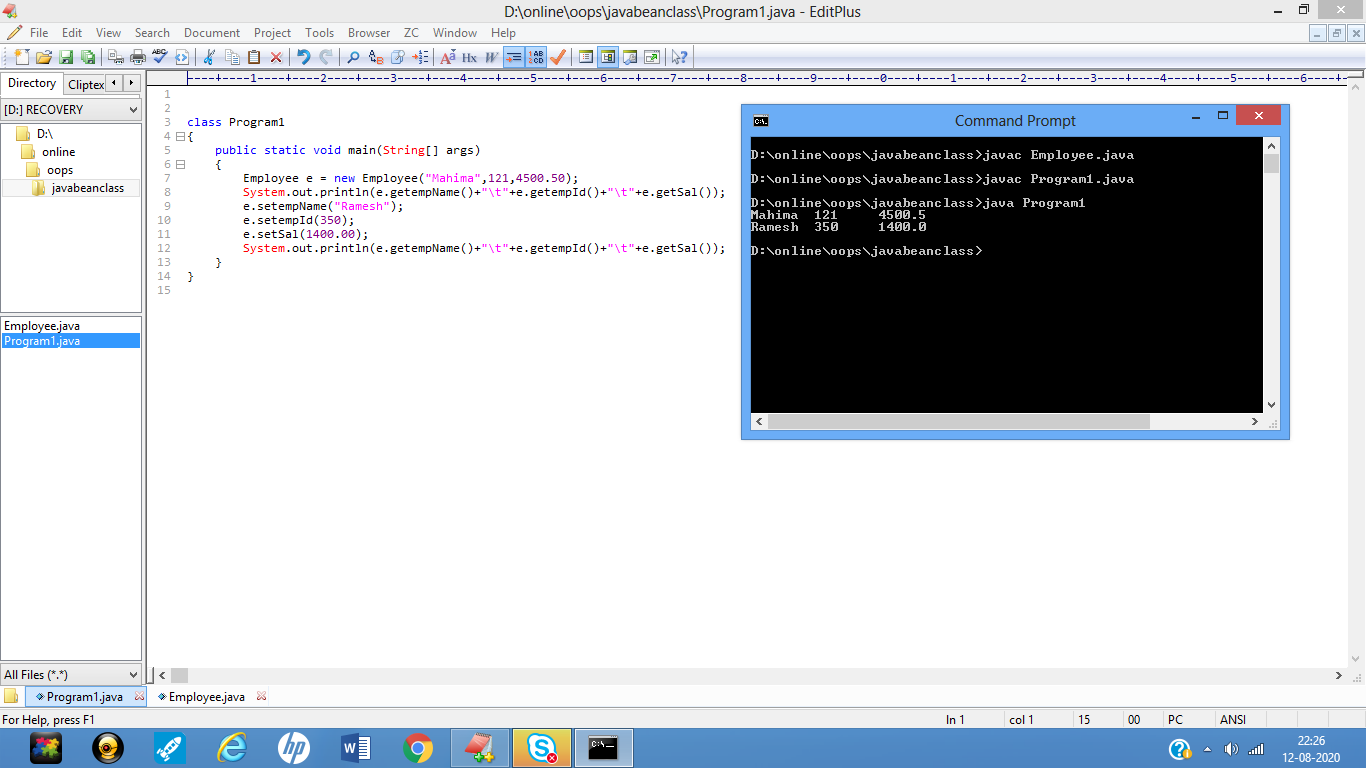 D:\online\oops\javabeanclass\Program1.java - EditPlus
File Edit View Search Document Project Tools Browser ZC Window Help
Directory Cliptex
----+----1----+----2----+----3----+----4----+----5----+----6----+----7----+----8----+----9----+----0----+----1----+----2----+----3----+----4----+----5----+----6----+-
[D:] RECOVERY
D:\
online
oops
javabeanclass
Employee.java
Program1.java
All Files (*.*)
1
2
3 class Program1
4 {
5 public static void main(String[] args)
6 {
7 Employee e = new Employee("Mahima",121,4500.50);
8 System.out.println(e.getempName()+"\t"+e.getempId()+"\t"+e.getSal());
9 e.setempName("Ramesh");
10 e.setempId(350);
11 e.setSal(1400.00);
12 System.out.println(e.getempName()+"\t"+e.getempId()+"\t"+e.getSal());
13 }
14 }
15
Command Prompt
D:\online\oops\javabeanclass>javac Employee.java
D:\online\oops\javabeanclass>javac Program1.java
D:\online\oops\javabeanclass>java Program1
Mahima 121 4500.5
Ramesh 350 1400.0
D:\online\oops\javabeanclass>
Program1.java Employee.java
For Help, press F1 ln 1 col 1 15 00 PC ANSI
22:26
12-08-2020